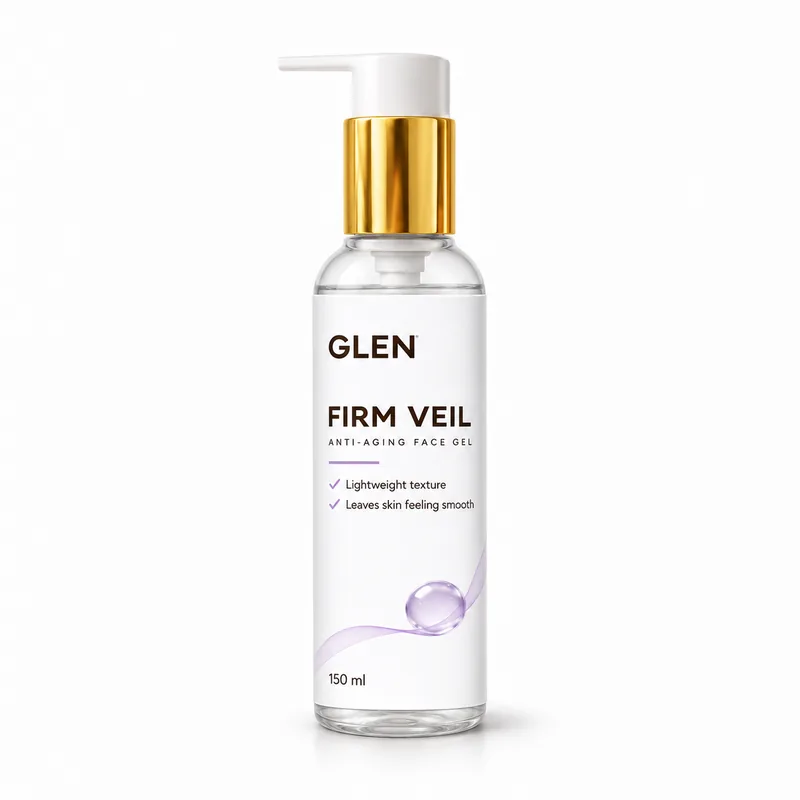 GLEN
FIRM VEIL
ANTI-AGING FACE GEL
Lightweight texture
Leaves skin feeling smooth
150 ml